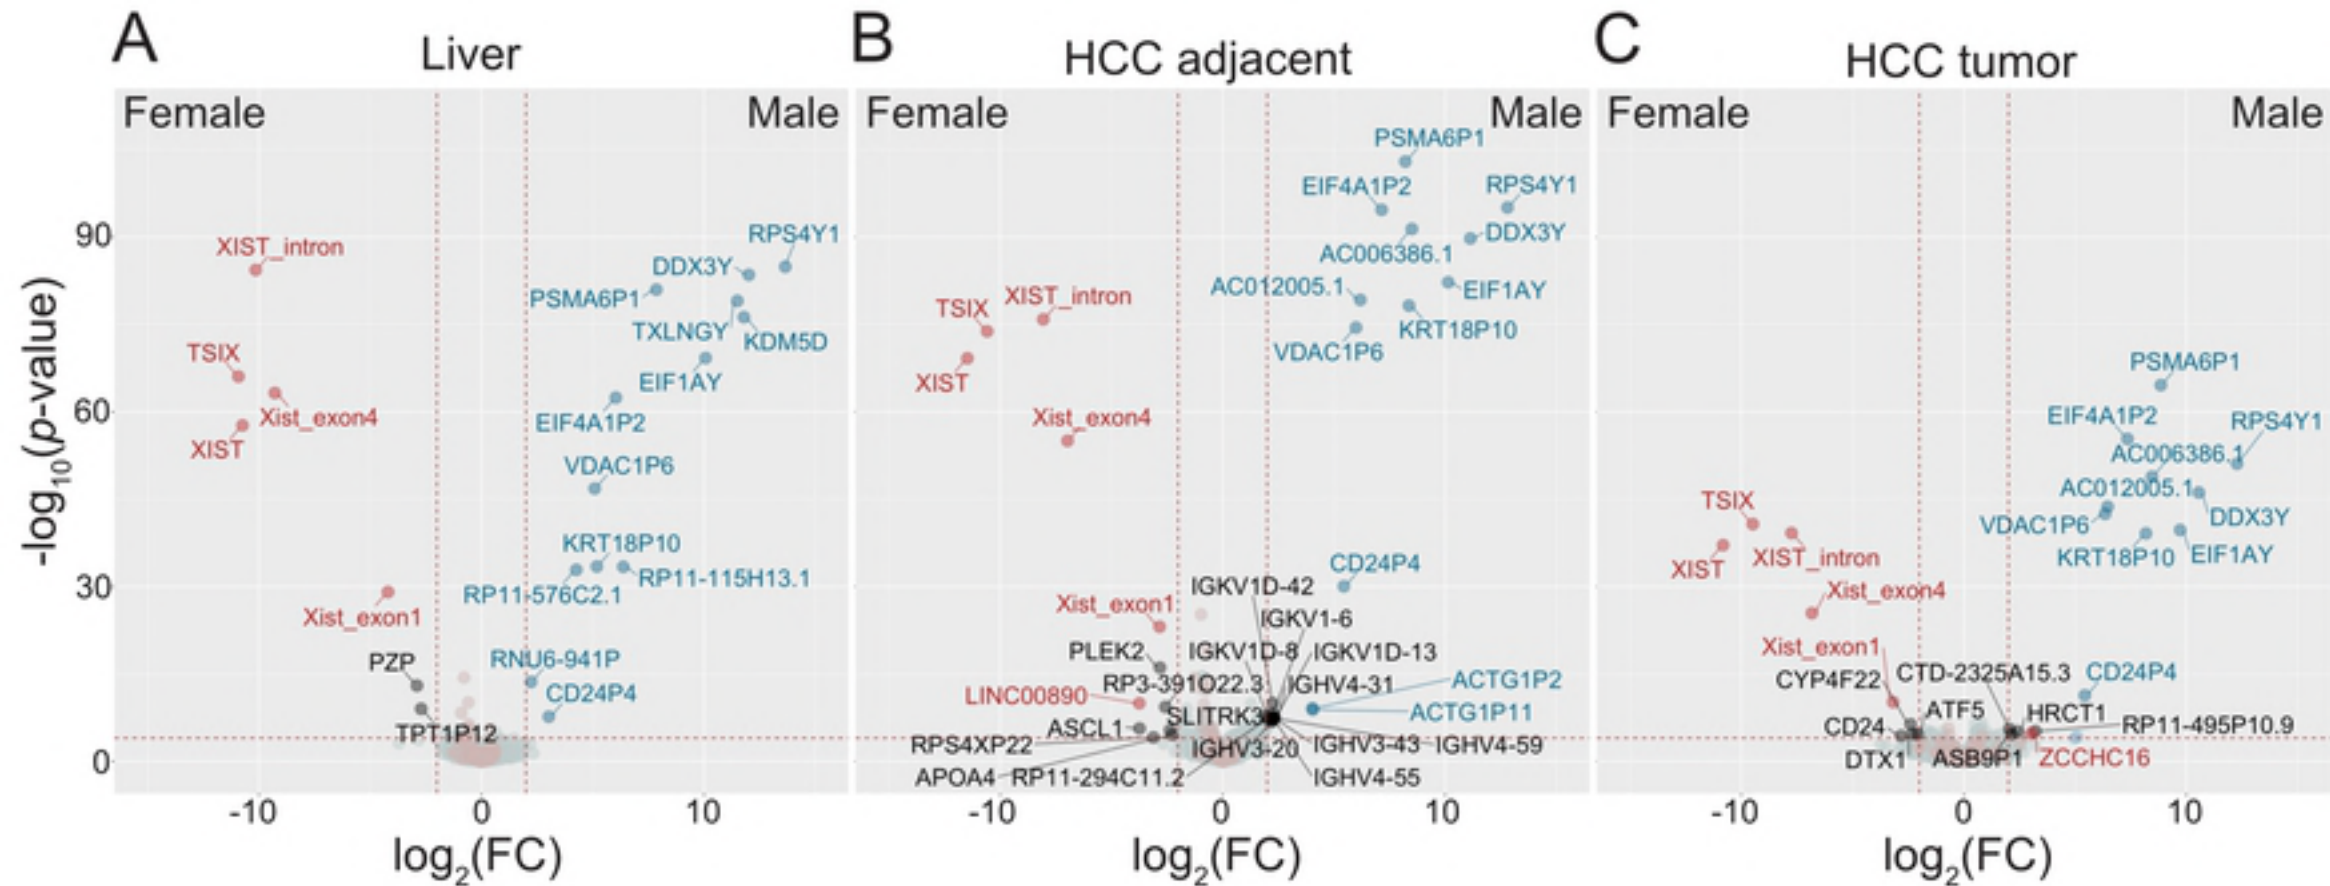 A
Liver
B
HCC adjacent
C
HCC tumor
Female
Male
Female
Male
Female
Male
-log10(p-value)
90
60
30
0
XIST_intron
TSIX
Xist_exon4
XIST
Xist_exon1
PZP
TPT1P12
RPS4Y1
DDX3Y
PSMA6P1
TXLNGY
KDM5D
EIF1AY
EIF4A1P2
VDAC1P6
KRT18P10
RP11-576C2.1
RP11-115H13.1
RNU6-941P
CD24P4
-10
0
10
log2(FC)
PSMA6P1
EIF4A1P2
RPS4Y1
DDX3Y
AC006386.1
AC012005.1
EIF1AY
KRT18P10
VDAC1P6
TSIX
XIST_intron
XIST
Xist_exon4
CD24P4
IGKV1D-42
Xist_exon1
IGKV1-6
PLEK2
IGKV1D-8
IGKV1D-13
RP3-391O22.3
IGHV4-31
ACTG1P2
LINC00890
SLITRK3
ACTG1P11
ASCL1
RPS4XP22
IGHV3-20
IGHV3-43
IGHV4-59
APOA4
RP11-294C11.2
IGHV4-55
-10
0
10
log2(FC)
PSMA6P1
EIF4A1P2
RPS4Y1
AC006386.1
AC012005.1
VDAC1P6
DDX3Y
KRT18P10
EIF1AY
TSIX
XIST
XIST_intron
Xist_exon4
Xist_exon1
CYP4F22
CTD-2325A15.3
CD24P4
ATF5
HRCT1
CD24
RP11-495P10.9
DTX1
ASB9P1
ZCCHC16
-10
0
10
log2(FC)